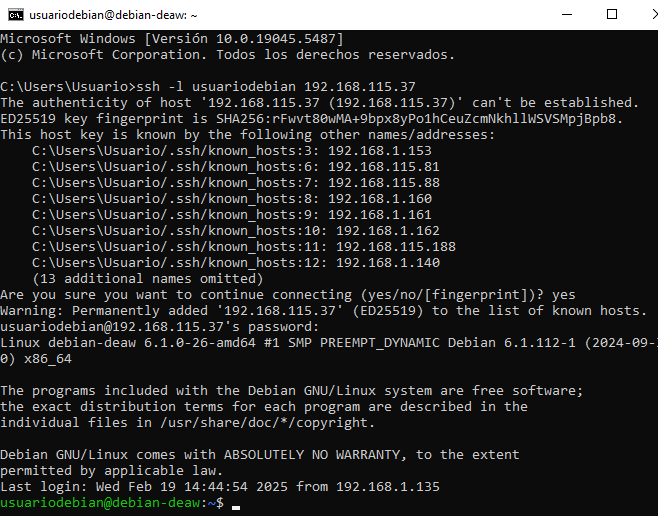 usuariodebian@debian-deaw: ~
Microsoft Windows [Versión 10.0.19045.5487]
(c) Microsoft Corporation. Todos los derechos reservados.
C:\Users\Usuario>ssh -l usuariodebian 192.168.115.37
The authenticity of host '192.168.115.37 (192.168.115.37)' can't be established.
ED25519 key fingerprint is SHA256:rFwvt80wMA+9bpx8yPo1hCeuZcmNkhllWSVSMpjBpb8.
This host key is known by the following other names/addresses:
    C:\Users\Usuario/.ssh/known_hosts:3: 192.168.1.153
    C:\Users\Usuario/.ssh/known_hosts:6: 192.168.115.81
    C:\Users\Usuario/.ssh/known_hosts:7: 192.168.115.88
    C:\Users\Usuario/.ssh/known_hosts:8: 192.168.1.160
    C:\Users\Usuario/.ssh/known_hosts:9: 192.168.1.161
    C:\Users\Usuario/.ssh/known_hosts:10: 192.168.1.162
    C:\Users\Usuario/.ssh/known_hosts:11: 192.168.115.188
    C:\Users\Usuario/.ssh/known_hosts:12: 192.168.1.140
    (13 additional names omitted)
Are you sure you want to continue connecting (yes/no/[fingerprint])? yes
Warning: Permanently added '192.168.115.37' (ED25519) to the list of known hosts.
usuariodebian@192.168.115.37's password:
Linux debian-deaw 6.1.0-26-amd64 #1 SMP PREEMPT_DYNAMIC Debian 6.1.112-1 (2024-09-
0) x86_64
The programs included with the Debian GNU/Linux system are free software;
the exact distribution terms for each program are described in the
individual files in /usr/share/doc/*/copyright.
Debian GNU/Linux comes with ABSOLUTELY NO WARRANTY, to the extent
permitted by applicable law.
Last login: Wed Feb 19 14:44:54 2025 from 192.168.1.135
usuariodebian@debian-deaw:~$